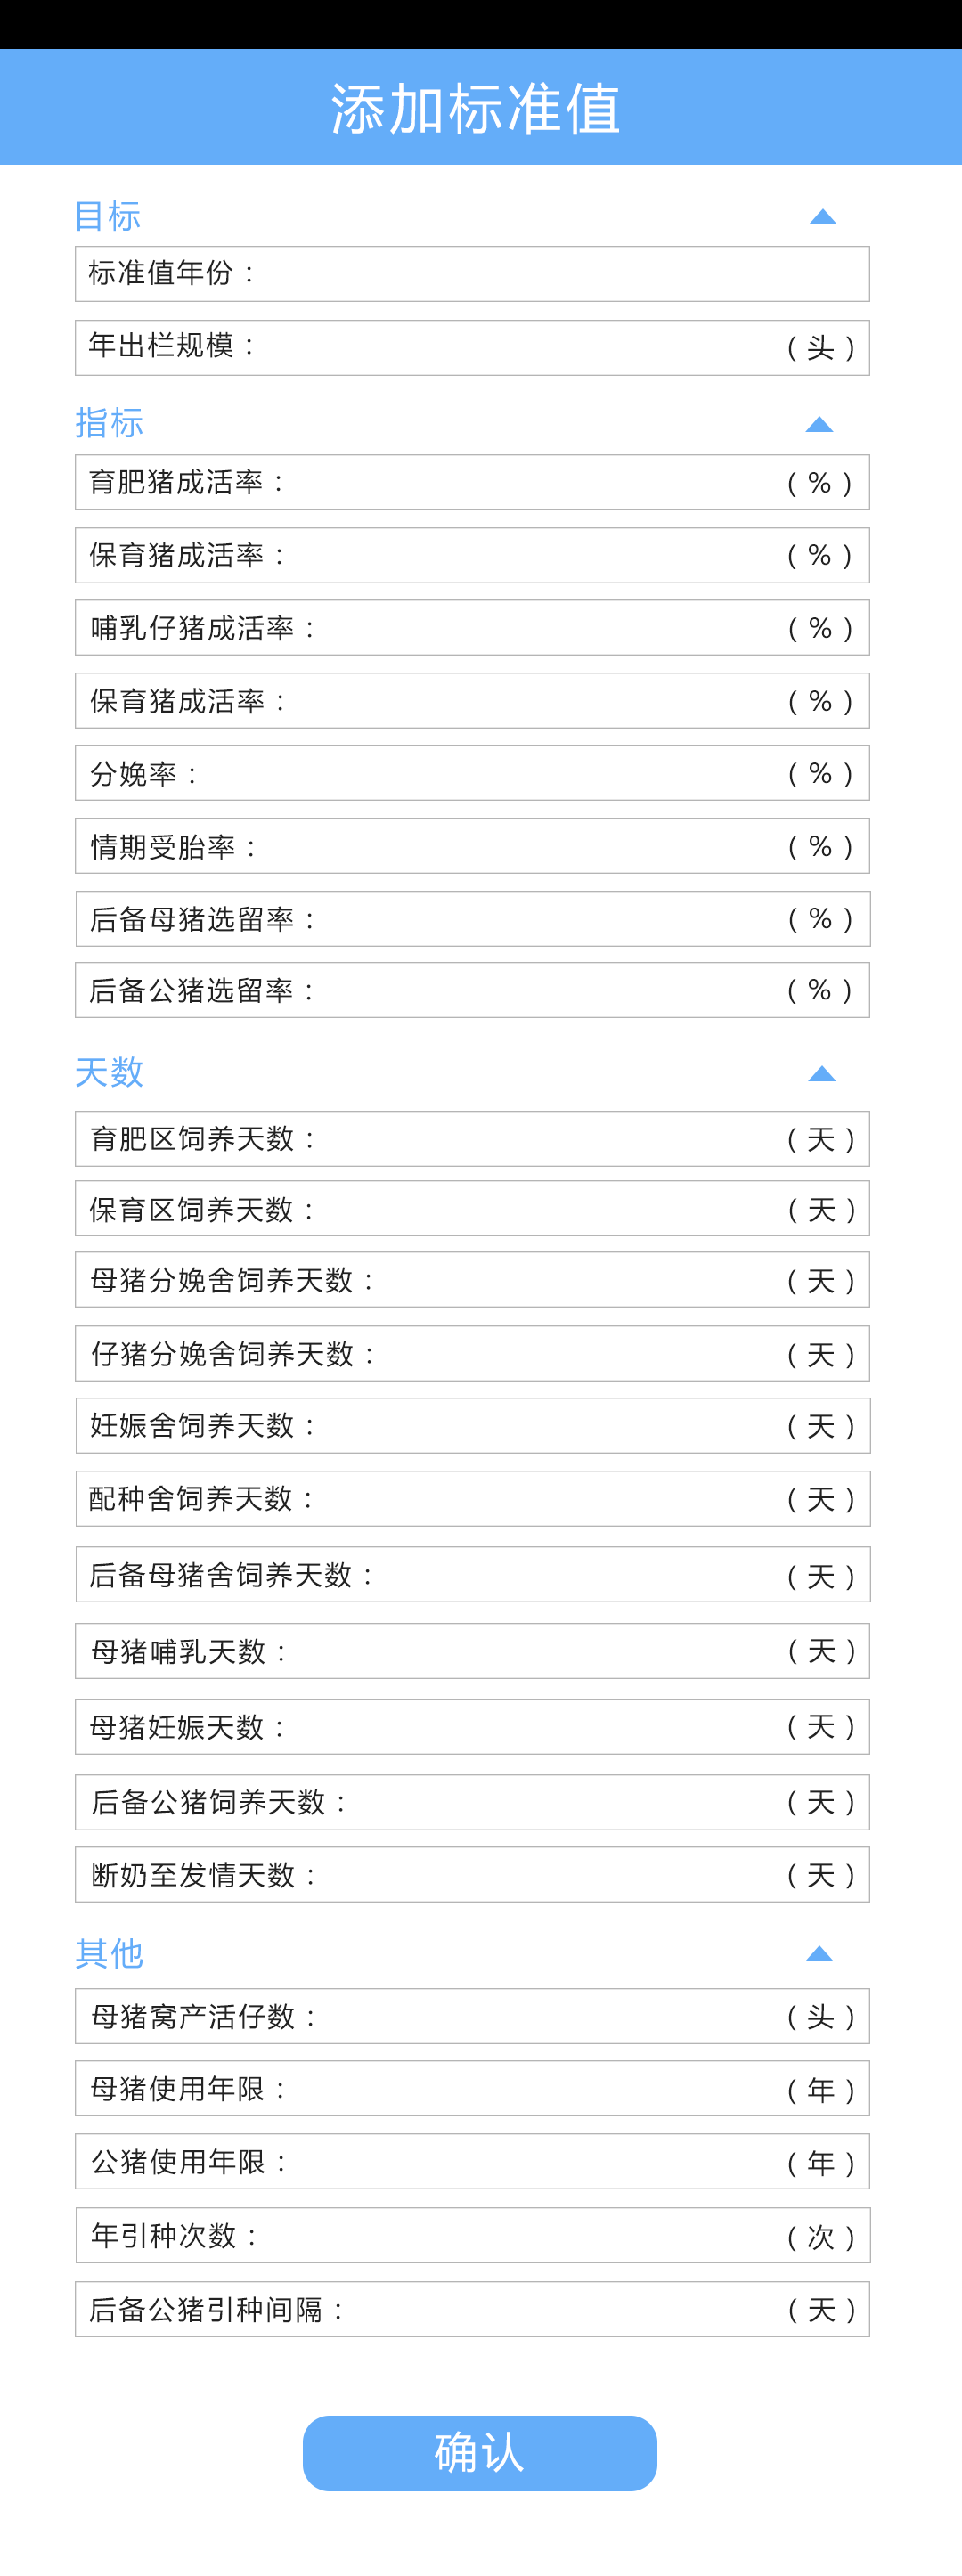 添加标准值
目标
标准值年份：
年出栏规模： （头）
指标
育肥猪成活率： （%）
保育猪成活率： （%）
哺乳仔猪成活率： （%）
保育猪成活率： （%）
分娩率： （%）
情期受胎率： （%）
后备母猪选留率： （%）
后备公猪选留率： （%）
天数
育肥区饲养天数： （天）
保育区饲养天数： （天）
母猪分娩舍饲养天数： （天）
仔猪分娩舍饲养天数： （天）
妊娠舍饲养天数： （天）
配种舍饲养天数： （天）
后备母猪舍饲养天数： （天）
母猪哺乳天数： （天）
母猪妊娠天数： （天）
后备公猪饲养天数： （天）
断奶至发情天数： （天）
其他
母猪窝产活仔数： （头）
母猪使用年限： （年）
公猪使用年限： （年）
年引种次数： （次）
后备公猪引种间隔： （天）
确认